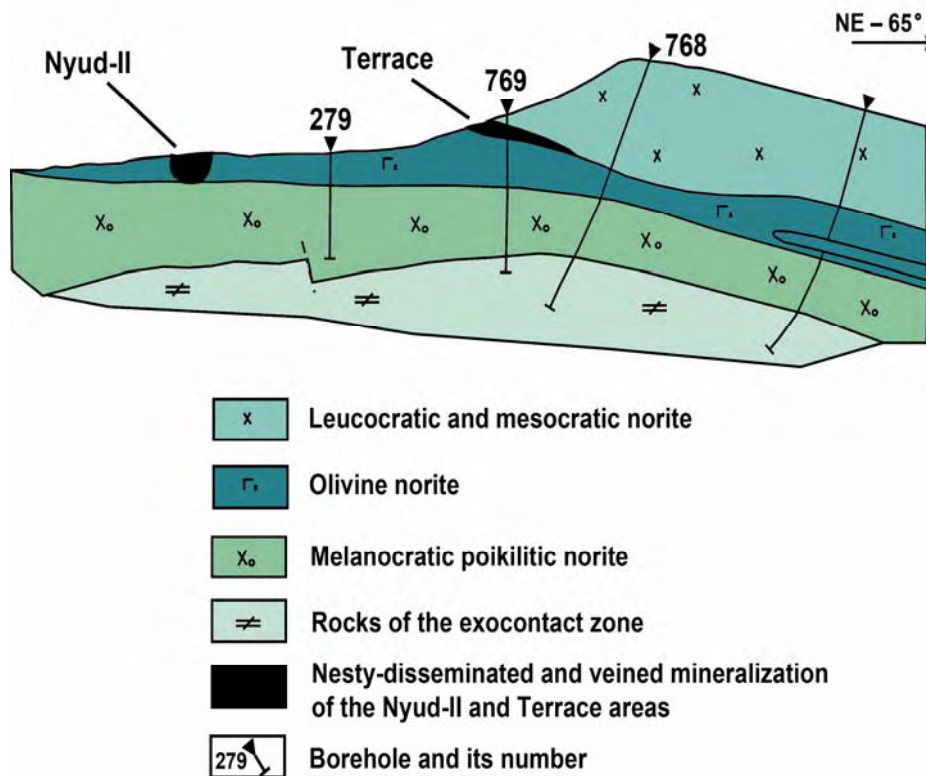 NE – 65°
Nyud-II
Terrace
768
769
279
Leucocratic and mesocratic norite
Olivine norite
Melanocratic poikilitic norite
Rocks of the exocontact zone
Nesty-disseminated and veined mineralization
of the Nyud-II and Terrace areas
279
Borehole and its number